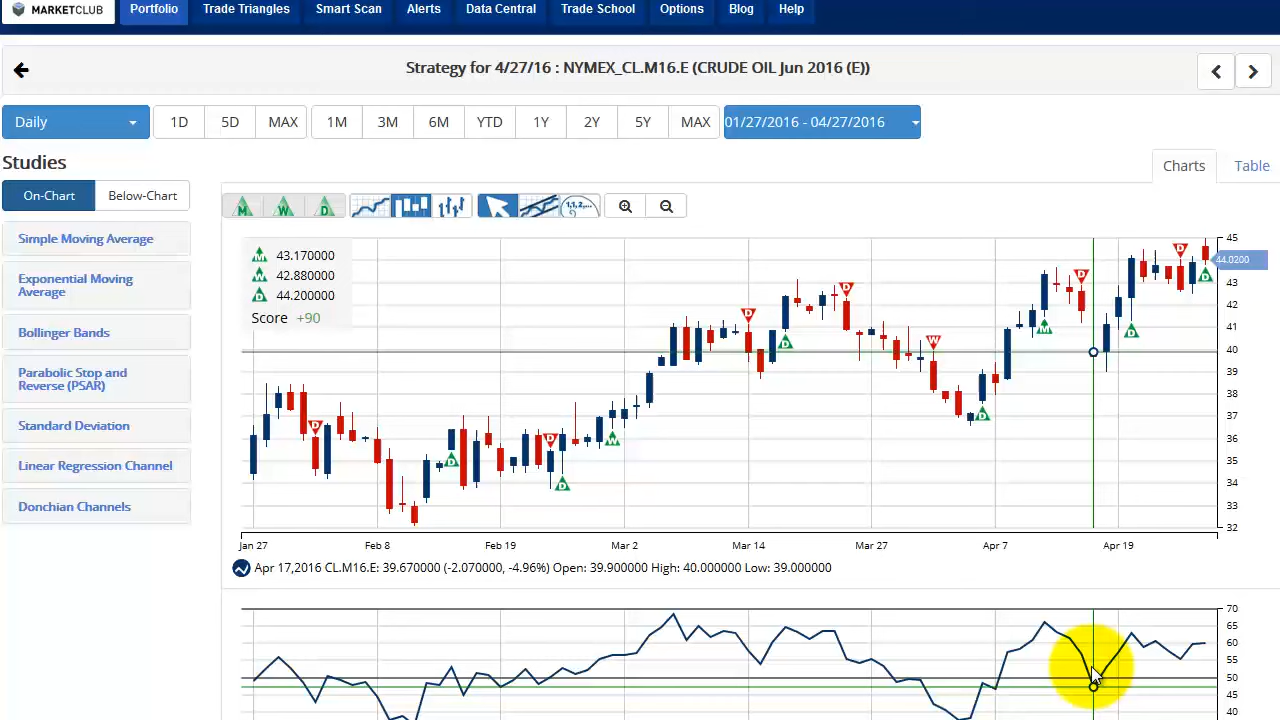 MARKETCLUB Portfolio Trade Triangles Smart Scan Alerts Data Central Trade School Options Blog Help
Strategy for 4/27/16 : NYMEX_CL.M16.E (CRUDE OIL Jun 2016 (E))
Daily 1D 5D MAX 1M 3M 6M YTD 1Y 2Y 5Y MAX 01/27/2016 - 04/27/2016
Studies
Charts Table
On-Chart Below-Chart
M W D
Simple Moving Average
Exponential Moving
Average
Bollinger Bands
Parabolic Stop and
Reverse (PSAR)
Standard Deviation
Linear Regression Channel
Donchian Channels
M 43.170000
W 42.880000
D 44.200000
Score +90
45
44.0200
43
42
41
40
39
38
37
36
35
34
33
32
D
D
D
W
D
D
D
W
D
M
D
D
D
D
Jan 27 Feb 8 Feb 19 Mar 2 Mar 14 Mar 27 Apr 7 Apr 19
Apr 17,2016 CL.M16.E: 39.670000 (-2.070000, -4.96%) Open: 39.900000 High: 40.000000 Low: 39.000000
70
65
60
55
50
45
40